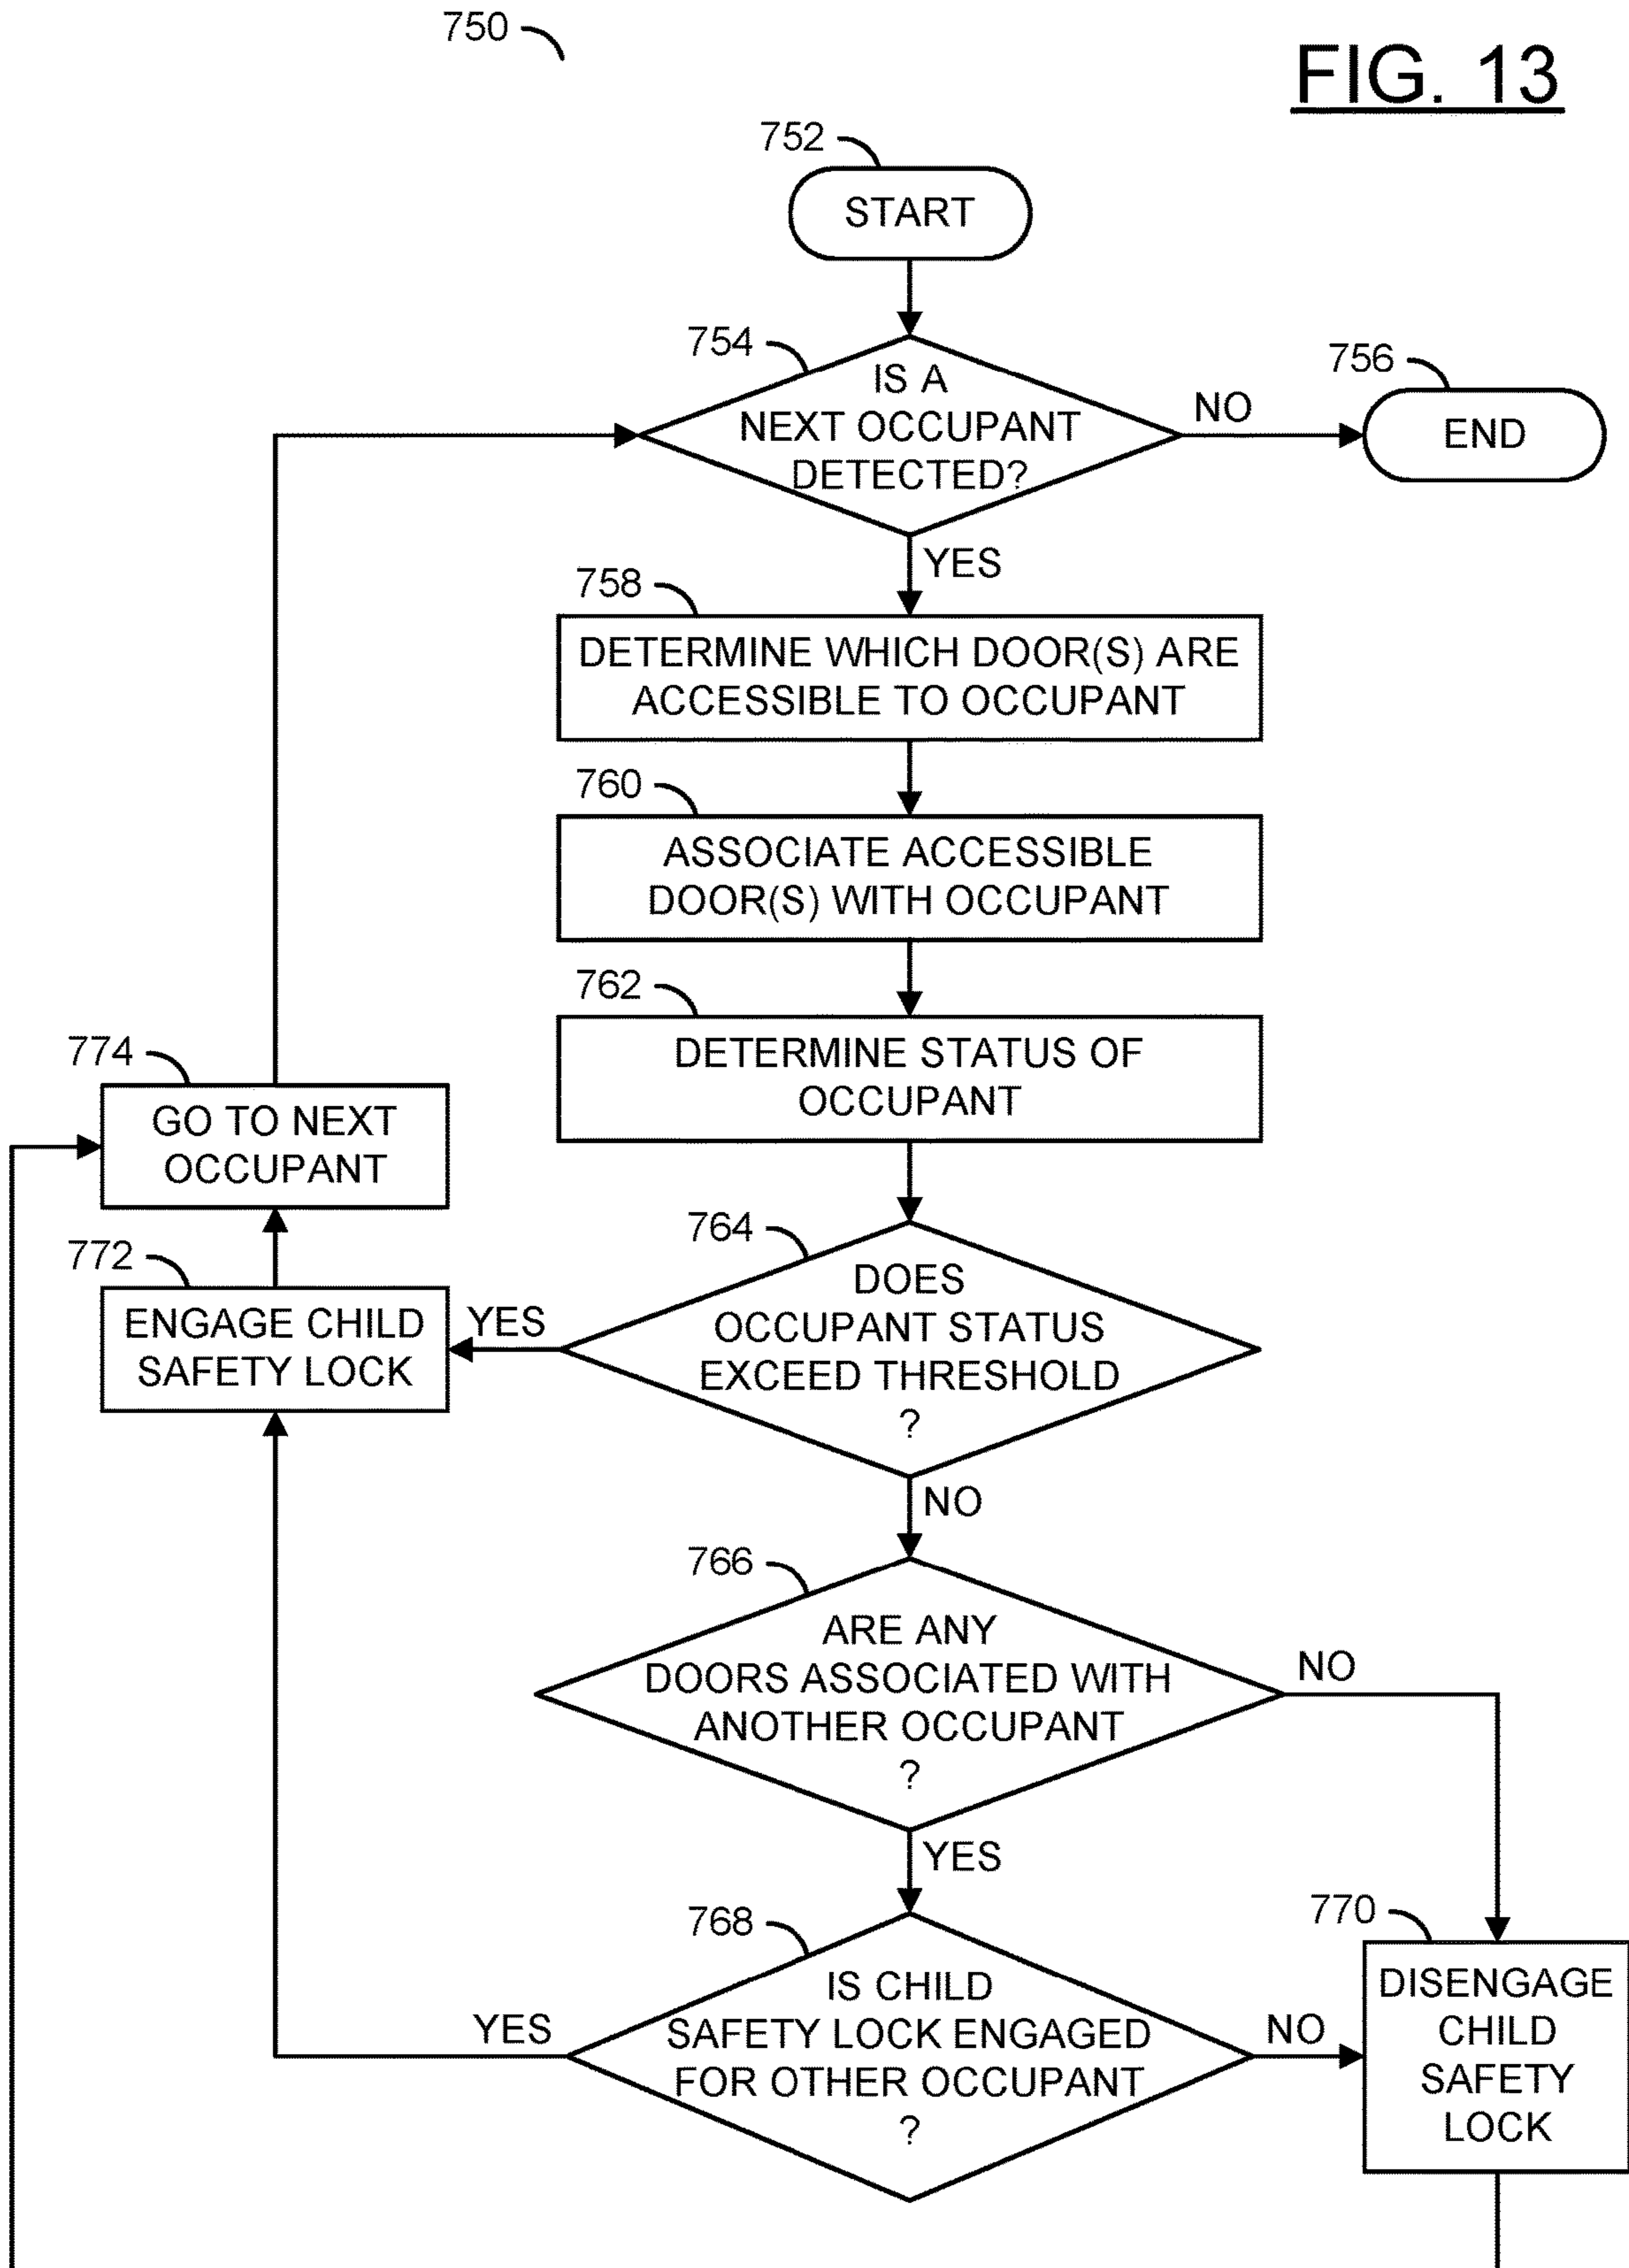 750
FIG. 13
752
START
754
IS A
NEXT OCCUPANT
DETECTED?
NO
756
END
YES
758
DETERMINE WHICH DOOR(S) ARE
ACCESSIBLE TO OCCUPANT
760
ASSOCIATE ACCESSIBLE
DOOR(S) WITH OCCUPANT
762
DETERMINE STATUS OF
OCCUPANT
774
GO TO NEXT
OCCUPANT
764
DOES
OCCUPANT STATUS
EXCEED THRESHOLD
?
YES
772
ENGAGE CHILD
SAFETY LOCK
NO
766
ARE ANY
DOORS ASSOCIATED WITH
ANOTHER OCCUPANT
?
NO
YES
768
IS CHILD
SAFETY LOCK ENGAGED
FOR OTHER OCCUPANT
?
YES
NO
770
DISENGAGE
CHILD
SAFETY
LOCK